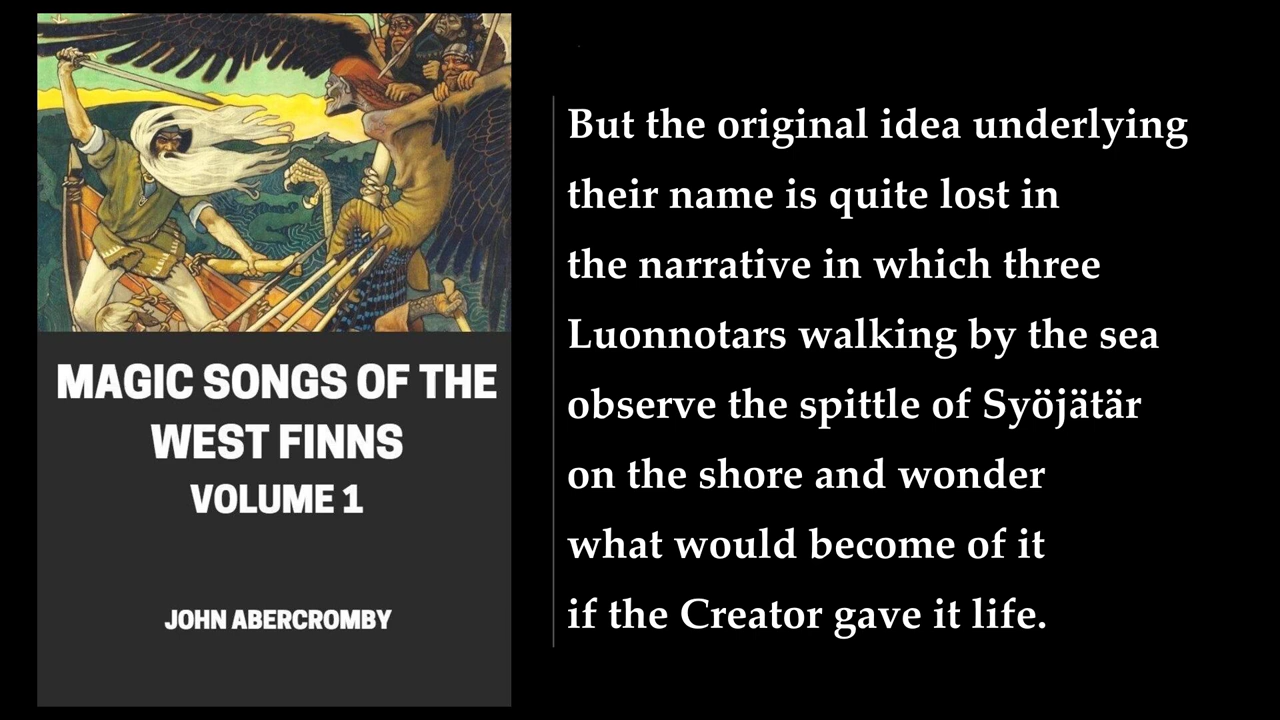 MAGIC SONGS OF THE
WEST FINNS
VOLUME 1
JOHN ABERCROMBY
But the original idea underlying
their name is quite lost in
the narrative in which three
Luonnotars walking by the sea
observe the spittle of Syöjätär
on the shore and wonder
what would become of it
if the Creator gave it life.